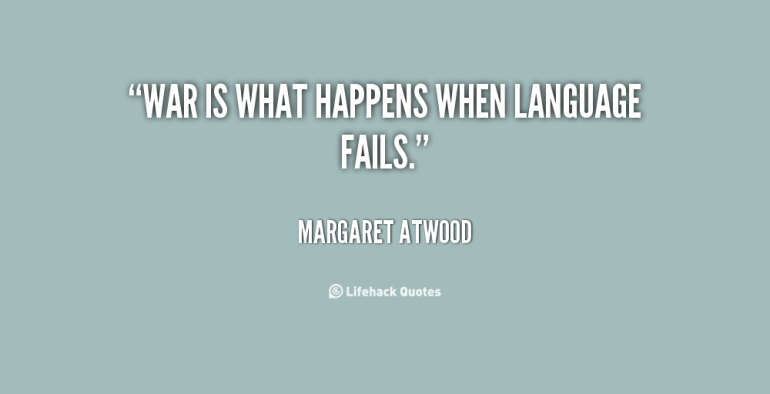 “WAR IS WHAT HAPPENS WHEN LANGUAGE
FAILS.”
MARGARET ATWOOD
Lifehack Quotes